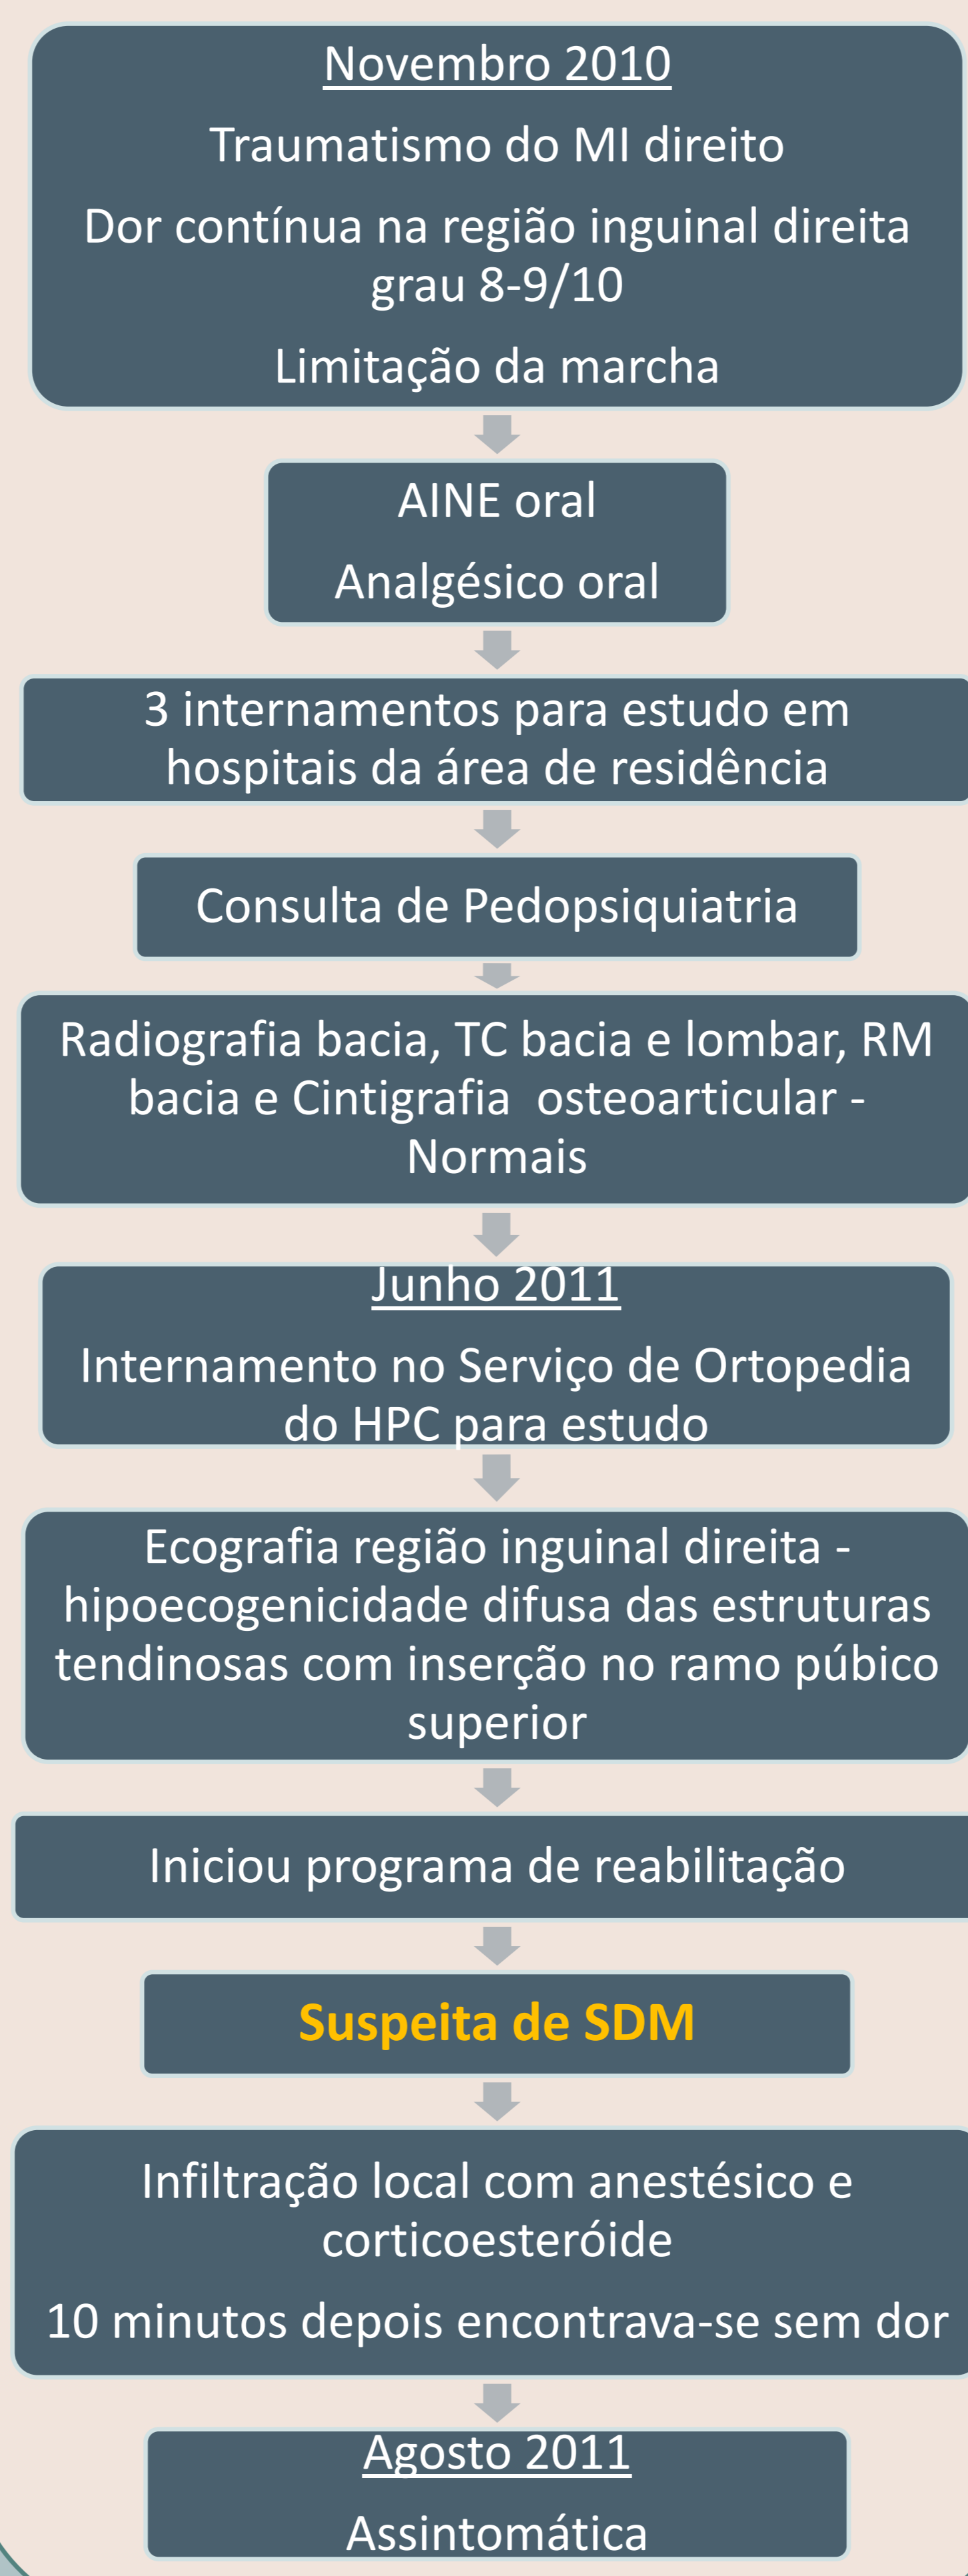 Novembro 2010
Traumatismo do MI direito
Dor contínua na região inguinal direita
grau 8-9/10
Limitação da marcha
AINE oral
Analgésico oral
3 internamentos para estudo em
hospitais da área de residência
Consulta de Pedopsiquiatria
Radiografia bacia, TC bacia e lombar, RM
bacia e Cintigrafia osteoarticular -
Normais
Junho 2011
Internamento no Serviço de Ortopedia
do HPC para estudo
Ecografia região inguinal direita -
hipoecogenicidade difusa das estruturas
tendinosas com inserção no ramo púbico
superior
Iniciou programa de reabilitação
Suspeita de SDM
Infiltração local com anestésico e
corticoesteróide
10 minutos depois encontrava-se sem dor
Agosto 2011
Assintomática